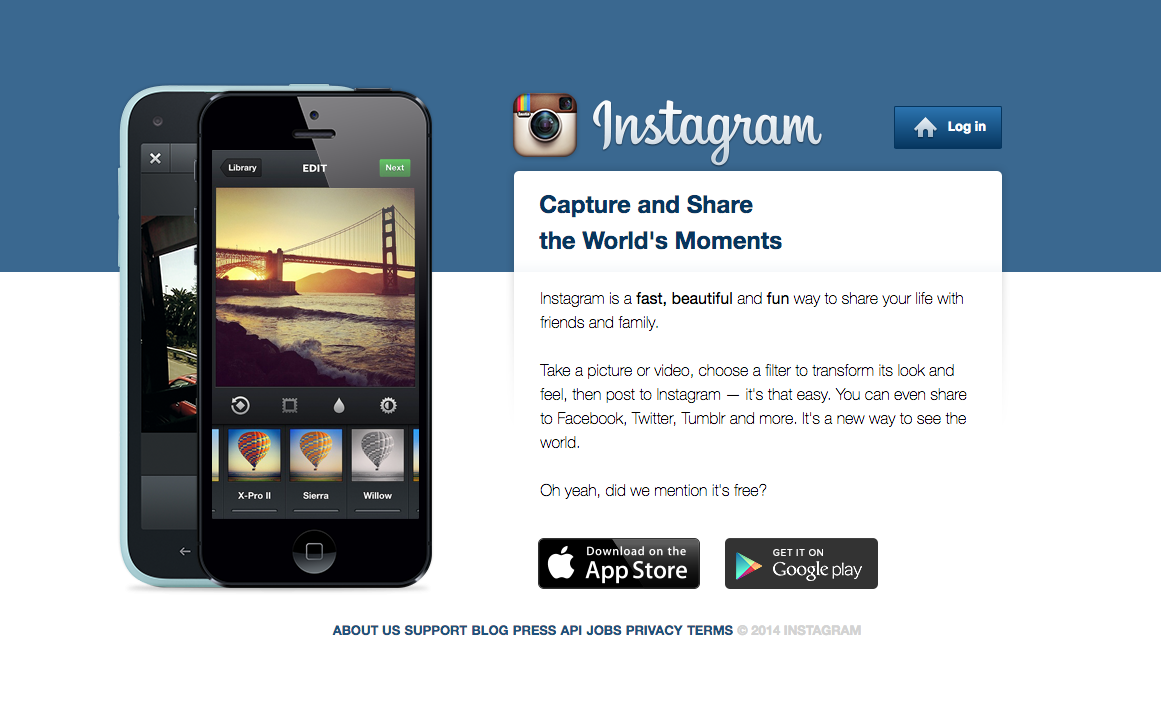 Instagram
Log in
Library
EDIT
Next
X-Pro II
Sierra
Willow
Capture and Share
the World's Moments
Instagram is a fast, beautiful and fun way to share your life with
friends and family.
Take a picture or video, choose a filter to transform its look and
feel, then post to Instagram — it's that easy. You can even share
to Facebook, Twitter, Tumblr and more. It's a new way to see the
world.
Oh yeah, did we mention it's free?
Download on the
App Store
GET IT ON
Google play
ABOUT US SUPPORT BLOG PRESS API JOBS PRIVACY TERMS © 2014 INSTAGRAM